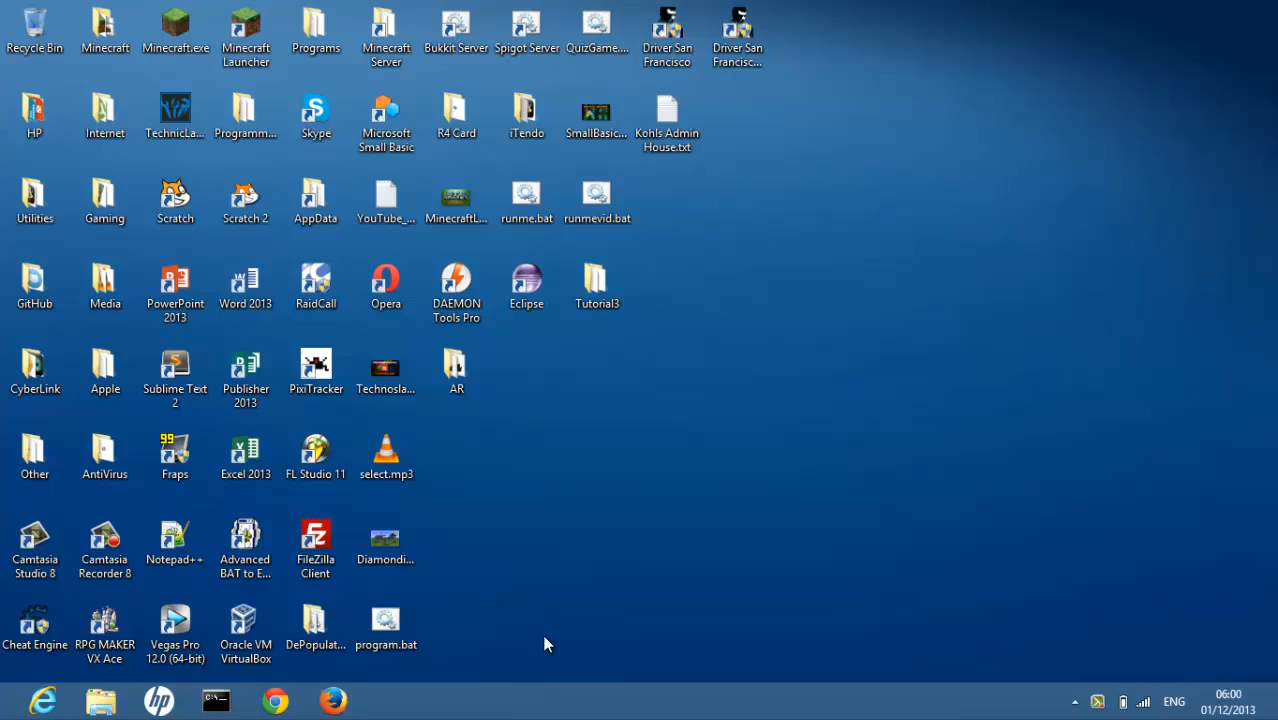 Recycle Bin
Minecraft
Minecraft.exe
Minecraft
Launcher
Programs
Minecraft
Server
Bukkit Server
Spigot Server
QuizGame....
Driver San
Francisco
Driver San
Francisc...
HP
Internet
TechnicLa...
Programm...
Skype
Microsoft
Small Basic
R4 Card
iTendo
SmallBasic...
Kohls Admin
House.txt
Utilities
Gaming
Scratch
Scratch 2
AppData
YouTube_...
MinecraftL...
runme.bat
runmevid.bat
GitHub
Media
PowerPoint
2013
Word 2013
RaidCall
Opera
DAEMON
Tools Pro
Eclipse
Tutorial3
CyberLink
Apple
Sublime Text
2
Publisher
2013
PixiTracker
Technosla...
AR
Other
AntiVirus
99
Fraps
Excel 2013
FL Studio 11
select.mp3
Camtasia
Studio 8
Camtasia
Recorder 8
Notepad++
Advanced
BAT to E...
FileZilla
Client
Diamondi...
Cheat Engine
RPG MAKER
VX Ace
Vegas Pro
12.0 (64-bit)
Oracle VM
VirtualBox
DePopulat...
program.bat
hp
C:\_
ENG
06:00
01/12/2013